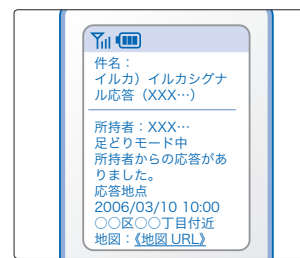 件名：
イルカ）イルカシグナ
ル応答（XXX…）
所持者：XXX…
足どりモード中
所持者からの応答があ
りました。
応答地点
2006/03/10 10:00
○○区○○丁目付近
地図：《地図 URL》